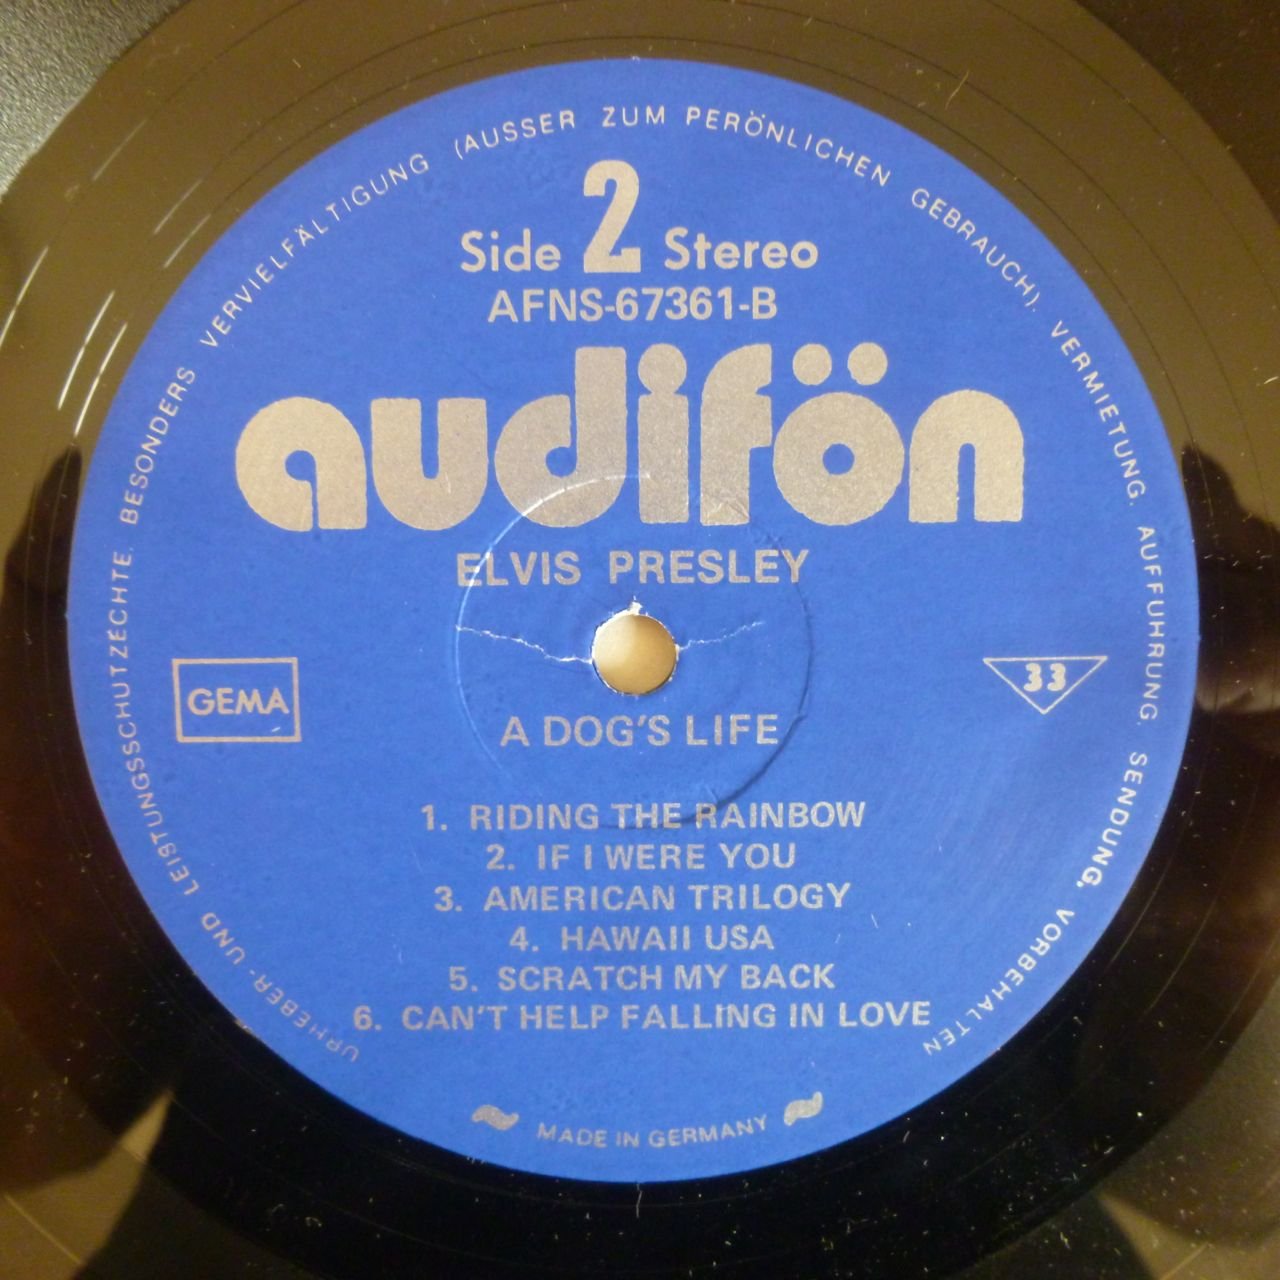 Side 2 Stereo
AFNS-67361-B
audifön
ELVIS PRESLEY
GEMA
33
A DOG'S LIFE
1. RIDING THE RAINBOW
2. IF I WERE YOU
3. AMERICAN TRILOGY
4. HAWAII USA
5. SCRATCH MY BACK
6. CAN'T HELP FALLING IN LOVE
MADE IN GERMANY
URHEBER- UND LEISTUNGSSCHUTZECHTE. BESONDERS VERVIELFÄLTIGUNG (AUSSER ZUM PERÖNLICHEN GEBRAUCH). VERMIETUNG. AUFFUHRUNG. SENDUNG, VORBEHALTEN